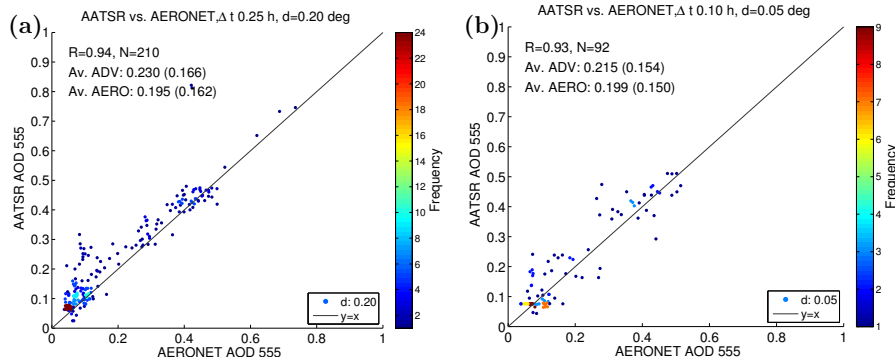 (a)
AATSR vs. AERONET,Δ t 0.25 h, d=0.20 deg
R=0.94, N=210
Av. ADV: 0.230 (0.166)
Av. AERO: 0.195 (0.162)
AATSR AOD 555
1
0.9
0.8
0.7
0.6
0.5
0.4
0.3
0.2
0.1
0
0 0.2 0.4 0.6 0.8 1
AERONET AOD 555
d: 0.20
y=x
24
22
20
18
16
14
12
10
8
6
4
2
Frequency
(b)
AATSR vs. AERONET,Δ t 0.10 h, d=0.05 deg
R=0.93, N=92
Av. ADV: 0.215 (0.154)
Av. AERO: 0.199 (0.150)
AATSR AOD 555
1
0.9
0.8
0.7
0.6
0.5
0.4
0.3
0.2
0.1
0
0 0.2 0.4 0.6 0.8 1
AERONET AOD 555
d: 0.05
y=x
9
8
7
6
5
4
3
2
1
Frequency